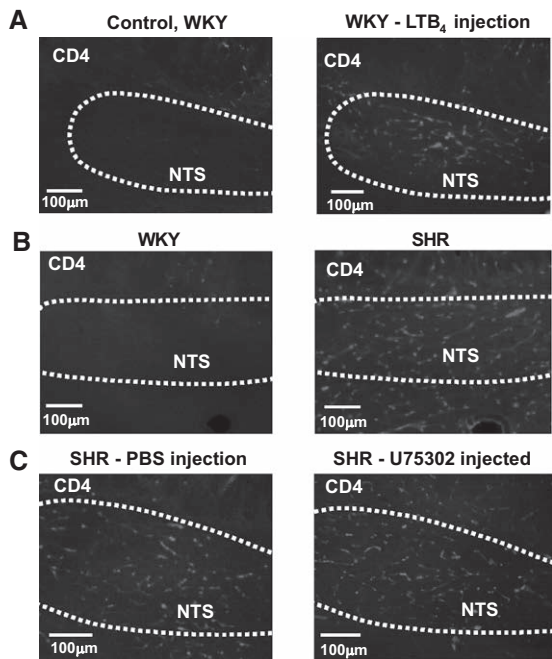 A
Control, WKY
WKY - LTB₄ injection
CD4
NTS
100µm
NTS
100µm
B
WKY
SHR
CD4
NTS
100µm
CD4
NTS
100µm
C
SHR - PBS injection
SHR - U75302 injected
CD4
NTS
100µm
CD4
NTS
100µm